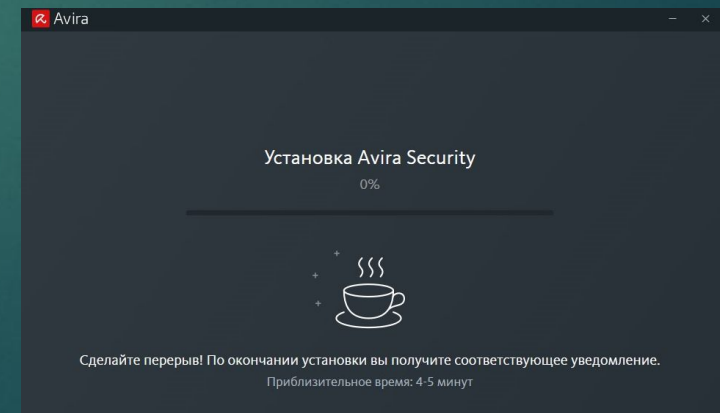 Avira
Установка Avira Security
0%
Сделайте перерыв! По окончании установки вы получите соответствующее уведомление.
Приблизительное время: 4-5 минут